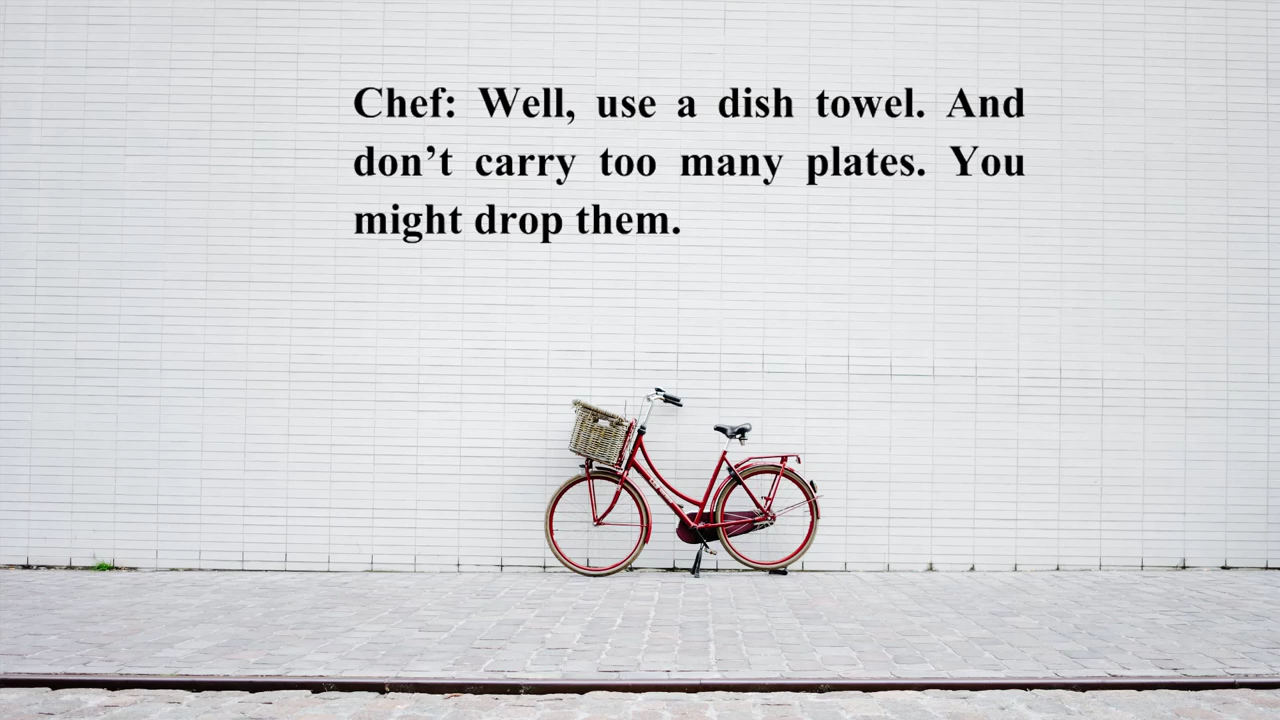 Chef: Well, use a dish towel. And
don’t carry too many plates. You
might drop them.